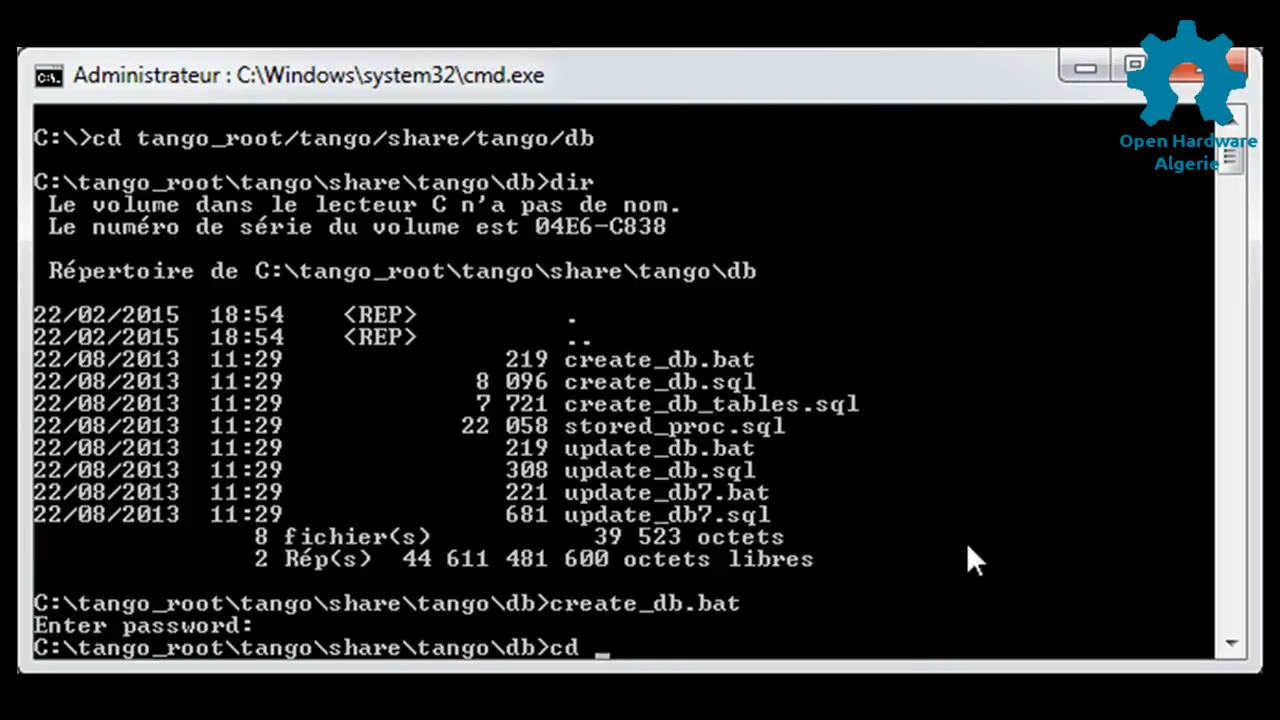 Administrateur : C:\Windows\system32\cmd.exe
Open Hardware
Algerie
C:\>cd tango_root/tango/share/tango/db
C:\tango_root\tango\share\tango\db>dir
Le volume dans le lecteur C n'a pas de nom.
Le numéro de série du volume est 04E6-C838
Répertoire de C:\tango_root\tango\share\tango\db
22/02/2015 18:54 <REP> .
22/02/2015 18:54 <REP> ..
22/08/2013 11:29 219 create_db.bat
22/08/2013 11:29 8 096 create_db.sql
22/08/2013 11:29 7 721 create_db_tables.sql
22/08/2013 11:29 22 058 stored_proc.sql
22/08/2013 11:29 219 update_db.bat
22/08/2013 11:29 308 update_db.sql
22/08/2013 11:29 221 update_db7.bat
22/08/2013 11:29 681 update_db7.sql
8 fichier(s) 39 523 octets
2 Rép(s) 44 611 481 600 octets libres
C:\tango_root\tango\share\tango\db>create_db.bat
Enter password:
C:\tango_root\tango\share\tango\db>cd _